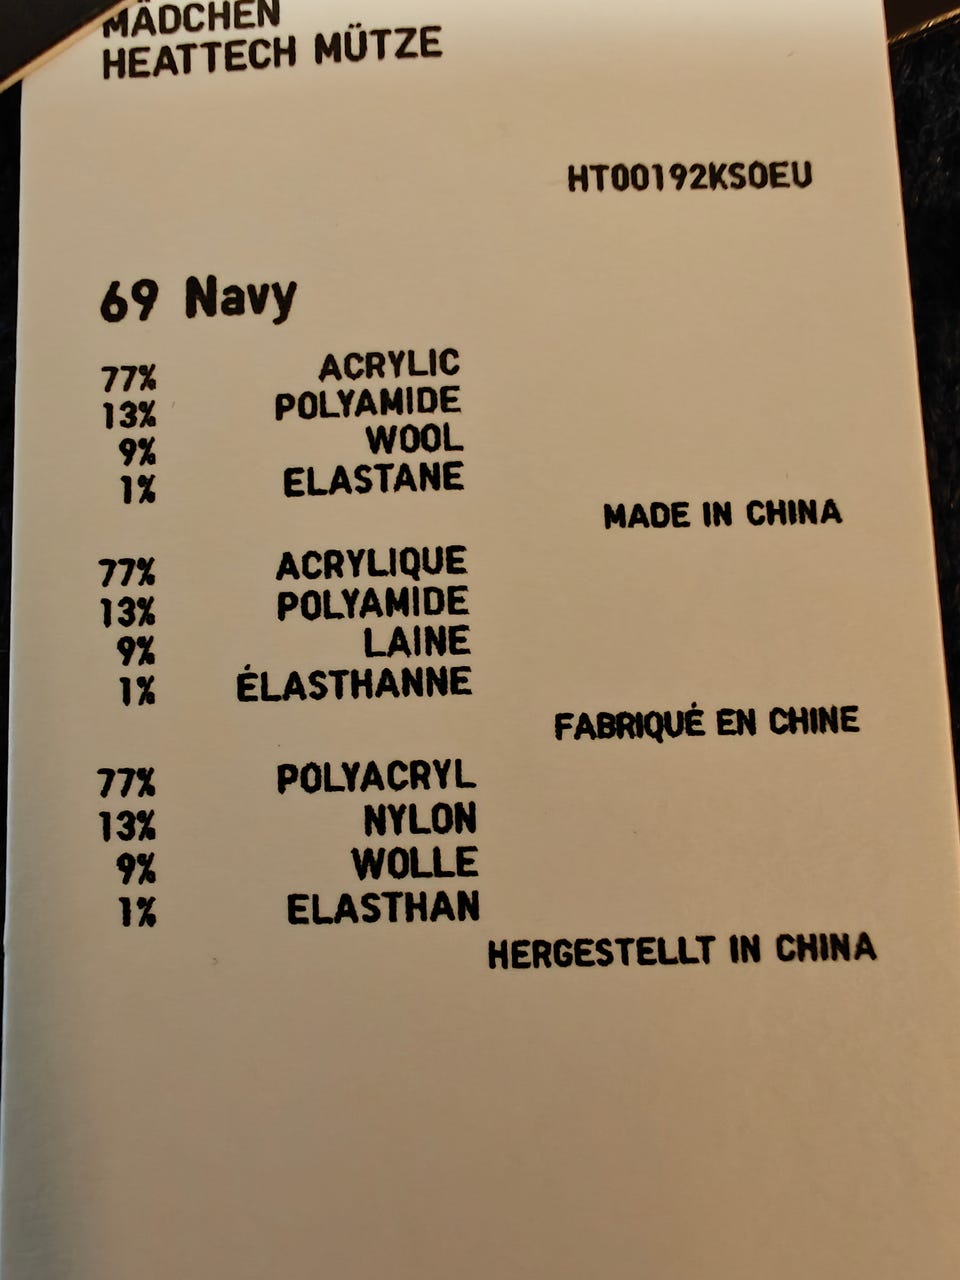 MÄDCHEN
HEATTECH MÜTZE
HT00192KSOEU
69 Navy
77% ACRYLIC
13% POLYAMIDE
9% WOOL
1% ELASTANE
MADE IN CHINA
77% ACRYLIQUE
13% POLYAMIDE
9% LAINE
1% ÉLASTHANNE
FABRIQUÉ EN CHINE
77% POLYACRYL
13% NYLON
9% WOLLE
1% ELASTHAN
HERGESTELLT IN CHINA